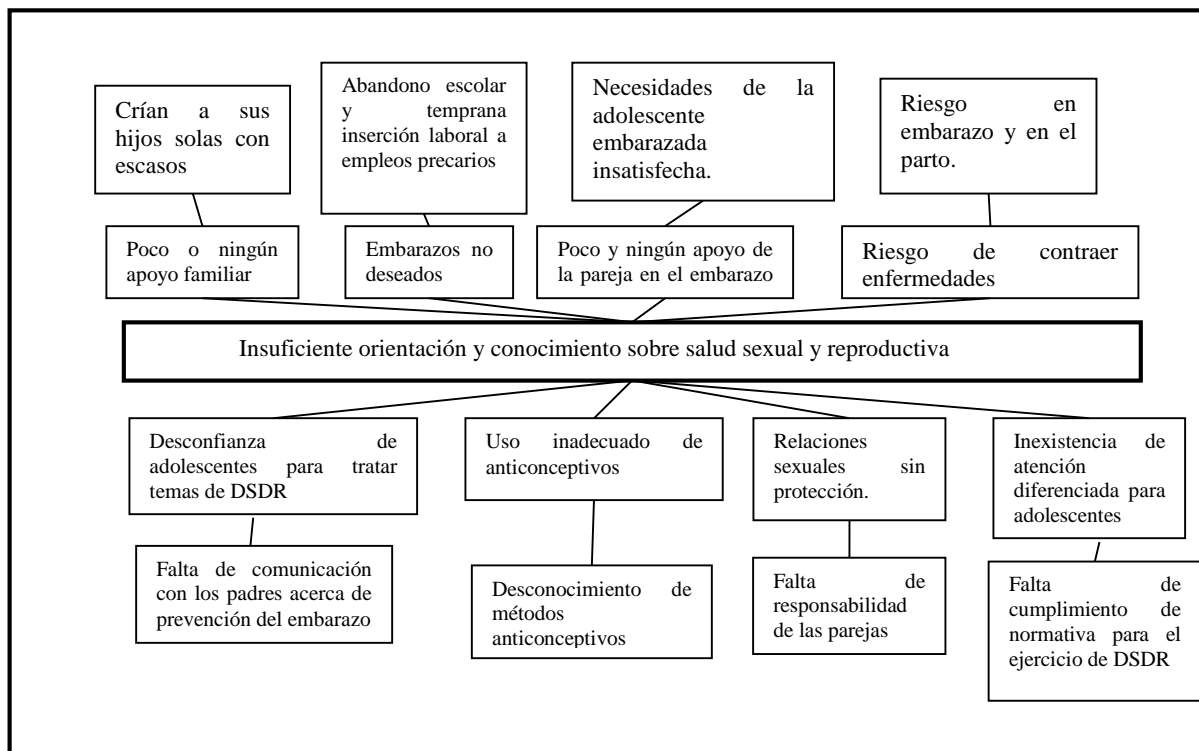 Crían a sus
hijos solas con
escasos
Abandono escolar
y temprana
inserción laboral a
empleos precarios
Necesidades de la
adolescente
embarazada
insatisfecha.
Riesgo en
embarazo y en el
parto.
Poco o ningún
apoyo familiar
Embarazos no
deseados
Poco y ningún apoyo de
la pareja en el embarazo
Riesgo de contraer
enfermedades
Insuficiente orientación y conocimiento sobre salud sexual y reproductiva
Desconfianza de
adolescentes para tratar
temas de DSDR
Uso inadecuado de
anticonceptivos
Relaciones
sexuales sin
protección.
Inexistencia de
atención
diferenciada para
adolescentes
Falta de comunicación
con los padres acerca de
prevención del embarazo
Desconocimiento de
métodos
anticonceptivos
Falta de
responsabilidad
de las parejas
Falta de
cumplimiento de
normativa para el
ejercicio de DSDR